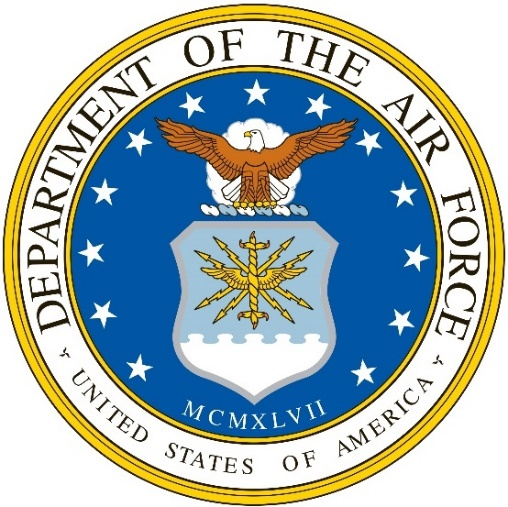 DEPARTMENT OF THE AIR FORCE
MCMXLVII
UNITED STATES OF AMERICA